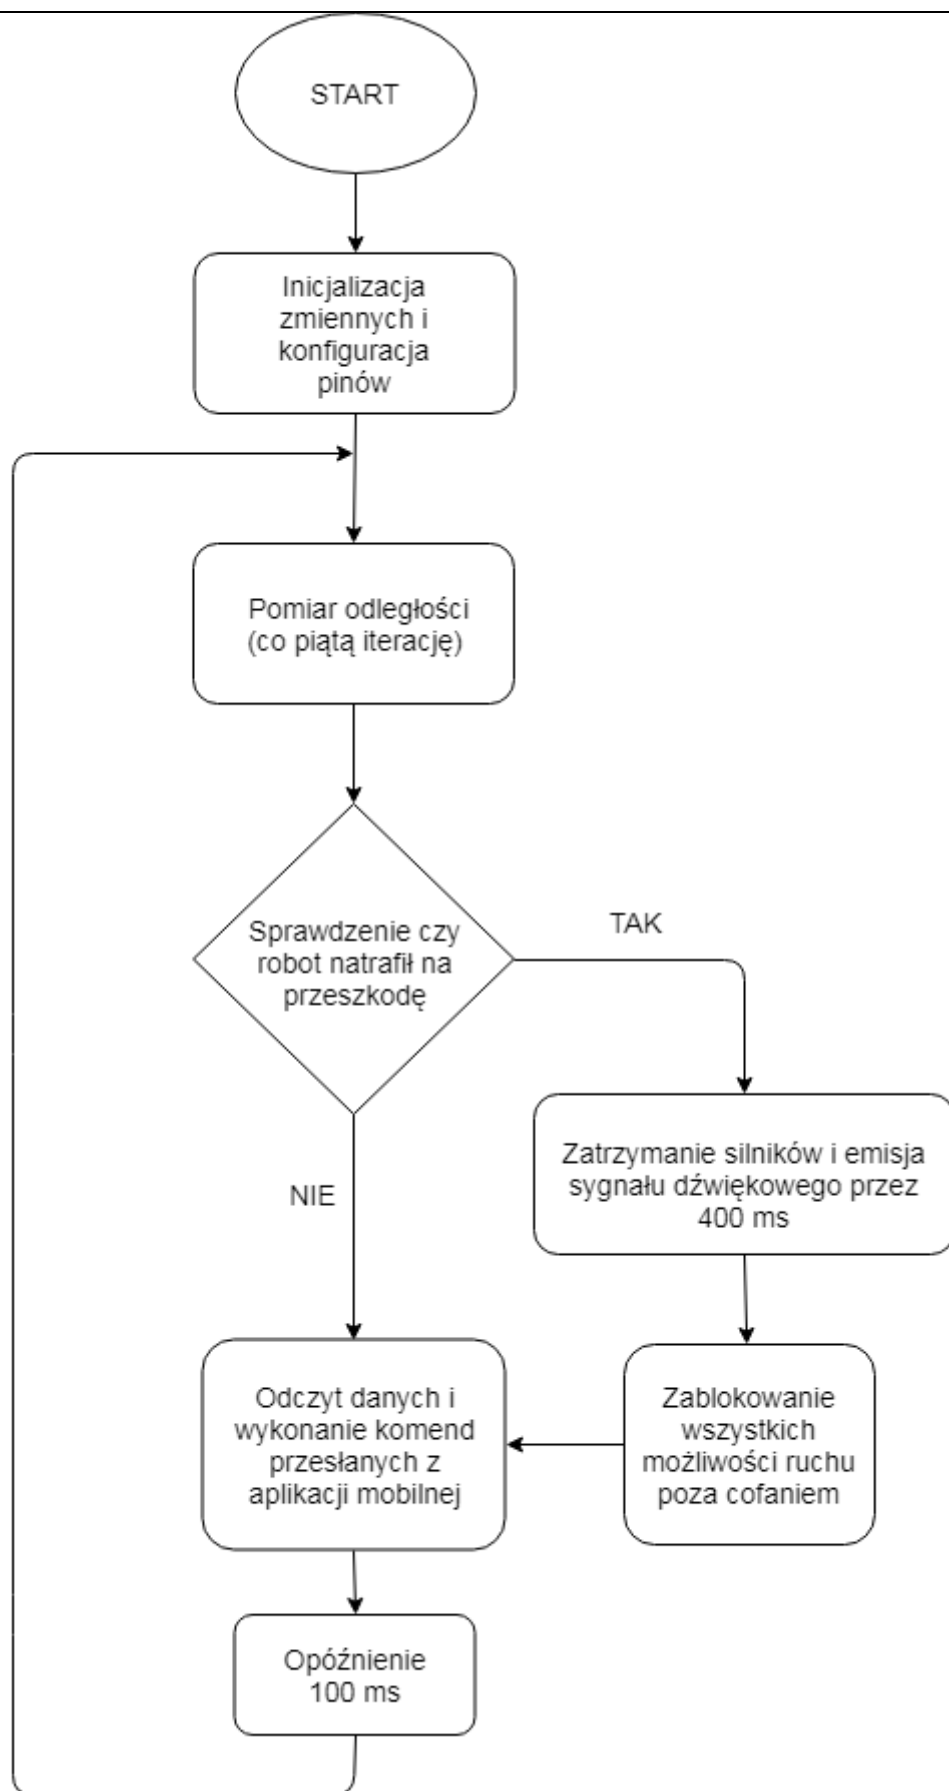 START
Inicjalizacja
zmiennych i
konfiguracja
pinów
Pomiar odległości
(co piątą iterację)
Sprawdzenie czy
robot natrafił na
przeszkodę
TAK
NIE
Zatrzymanie silników i emisja
sygnału dźwiękowego przez
400 ms
Zablokowanie
wszystkich
możliwości ruchu
poza cofaniem
Odczyt danych i
wykonanie komend
przesłanych z
aplikacji mobilnej
Opóźnienie
100 ms